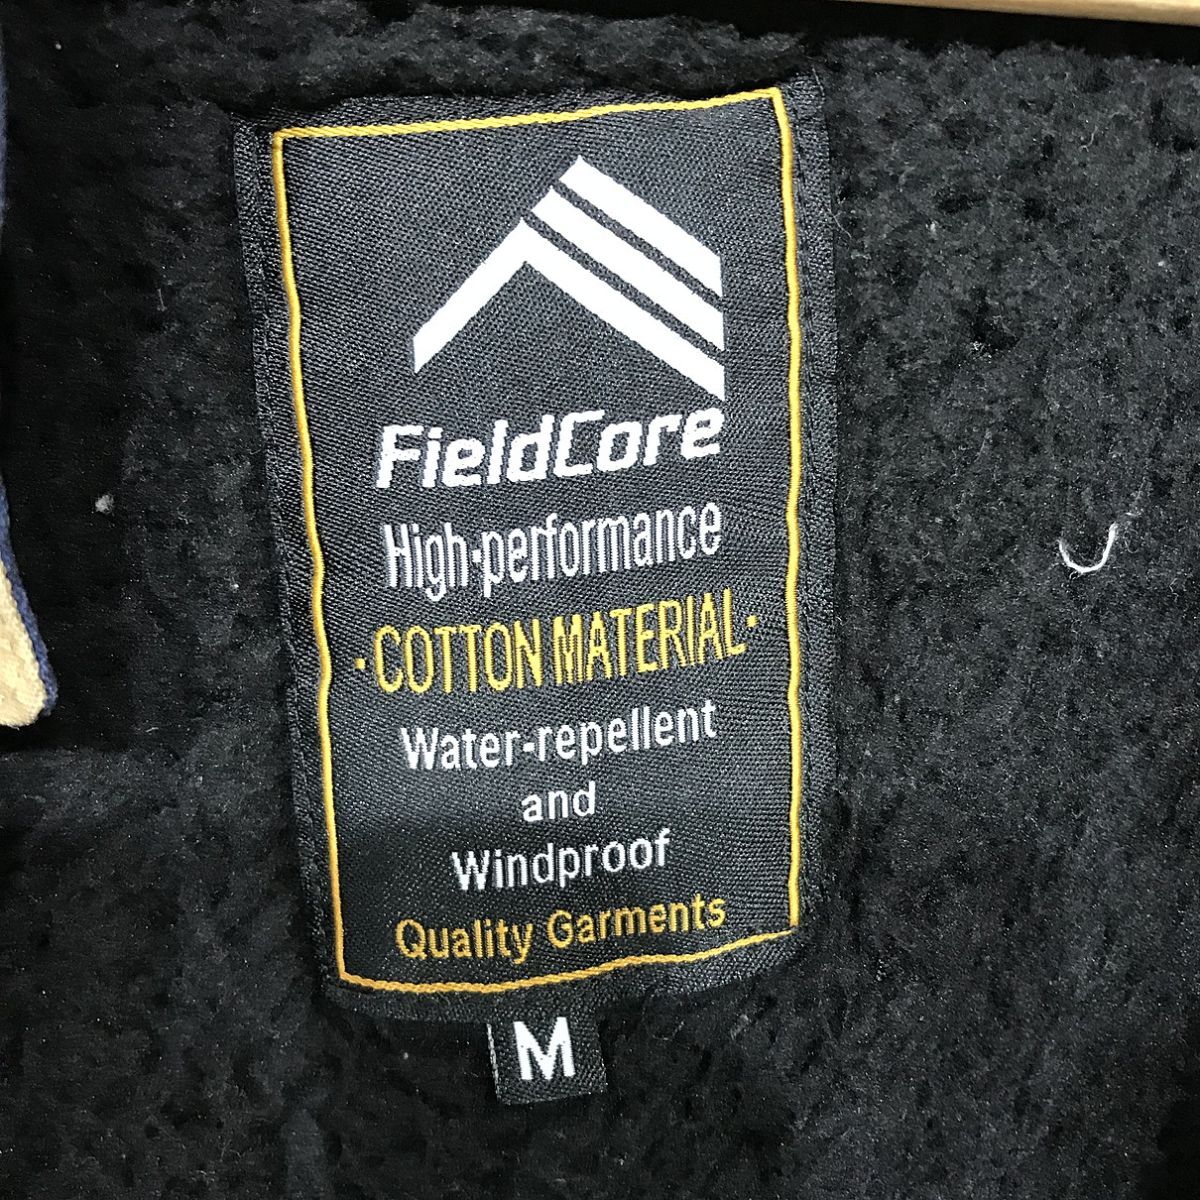 FieldCore
High-performance
·COTTON MATERIAL·
Water-repellent
and
Windproof
Quality Garments
M